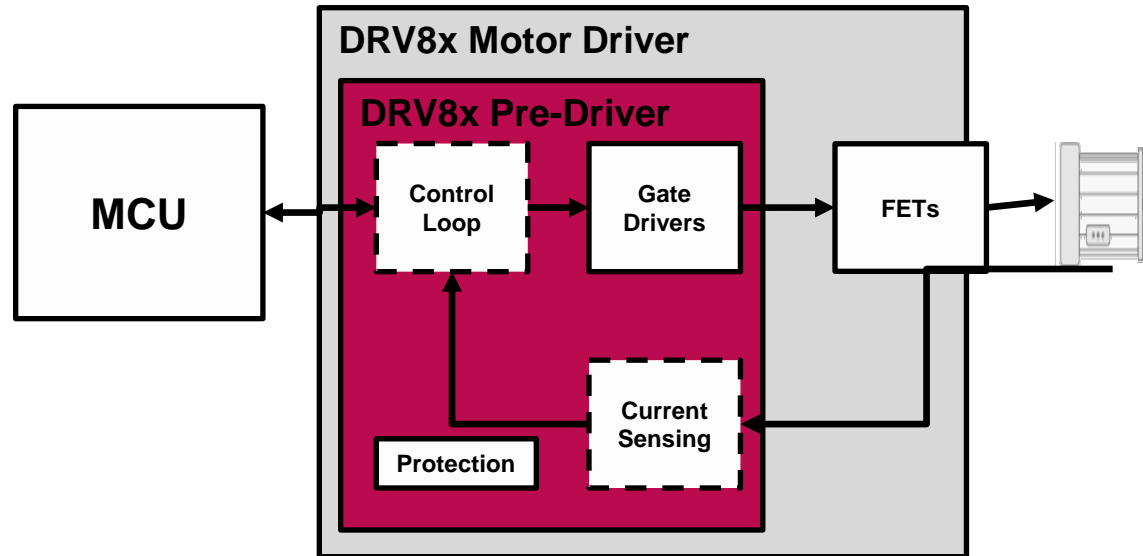 DRV8x Motor Driver
DRV8x Pre-Driver
MCU
Control
Loop
Gate
Drivers
FETs
Current
Sensing
Protection